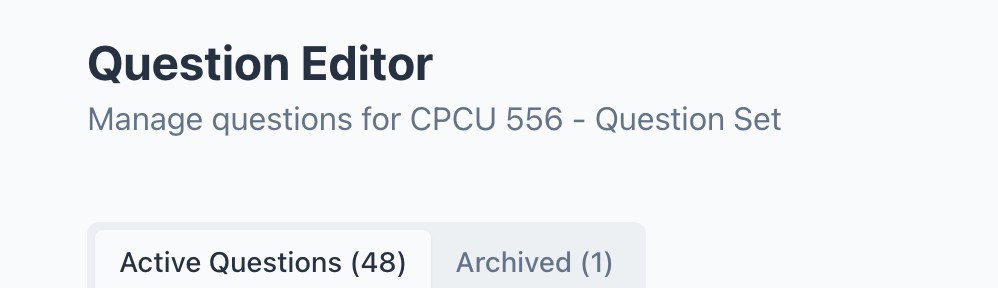 Question Editor
Manage questions for CPCU 556 - Question Set
Active Questions (48) Archived (1)